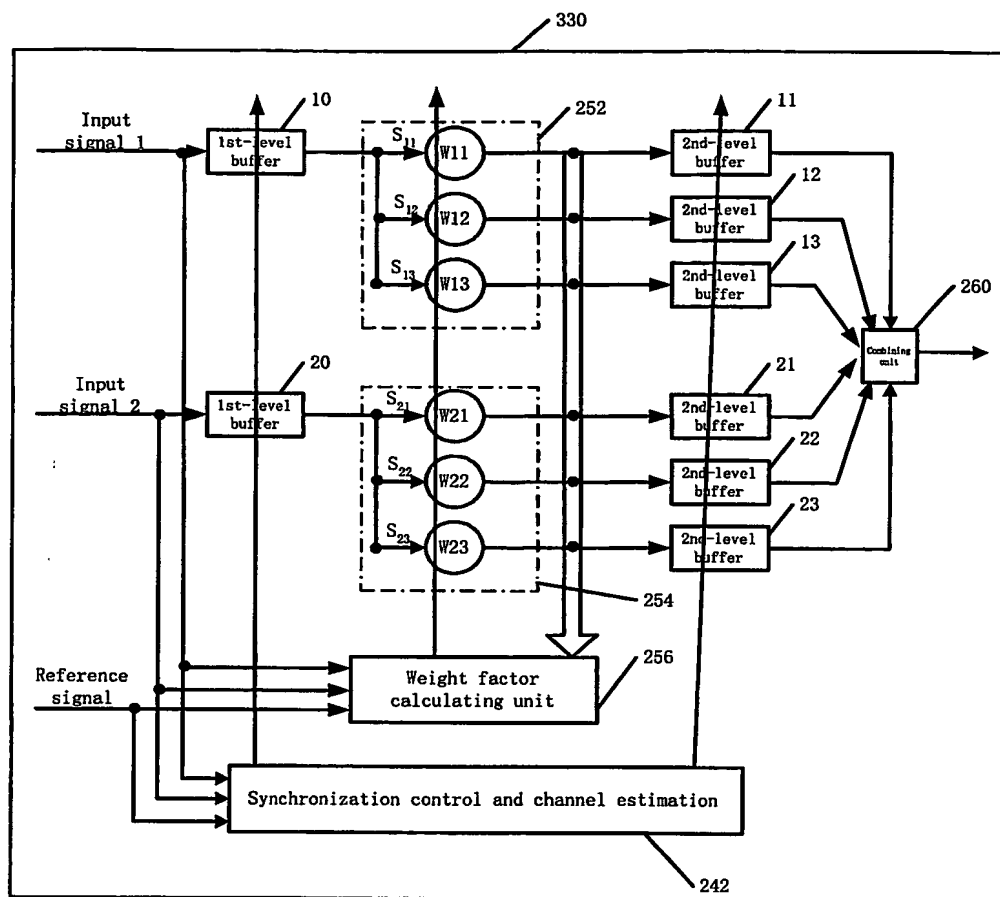 330
Input
signal 1
10
1st-level
buffer
S11
W11
252
11
2nd-level
buffer
S12
W12
12
2nd-level
buffer
S13
W13
13
2nd-level
buffer
260
Combining
unit
Input
signal 2
20
1st-level
buffer
S21
W21
21
2nd-level
buffer
S22
W22
22
2nd-level
buffer
S23
W23
23
2nd-level
buffer
254
Reference
signal
Weight factor
calculating unit
256
Synchronization control and channel estimation
242